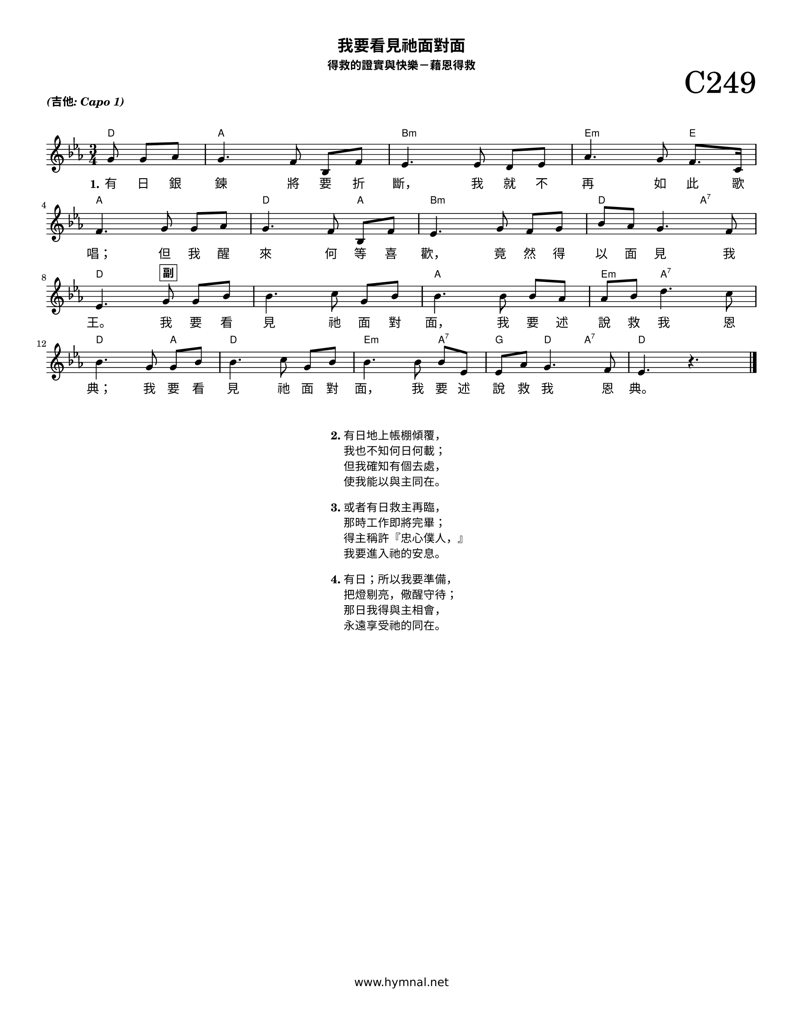 我要看見祂面對面
得救的證實與快樂－藉恩得救
C249
(吉他: Capo 1)
D A Bm Em E
3 4
1. 有 日 銀 鍊 將 要 折 斷， 我 就 不 再 如 此 歌
4 A D A Bm D A7
唱； 但 我 醒 來 何 等 喜 歡， 竟 然 得 以 面 見 我
8 D 副 A Em A7
王。 我 要 看 見 祂 面 對 面， 我 要 述 說 救 我 恩
12 D A D Em A7 G D A7 D
典； 我 要 看 見 祂 面 對 面， 我 要 述 說 救 我 恩 典。
2. 有日地上帳棚傾覆，
我也不知何日何載；
但我確知有個去處，
使我能以與主同在。
3. 或者有日救主再臨，
那時工作即將完畢；
得主稱許『忠心僕人，』
我要進入祂的安息。
4. 有日；所以我要準備，
把燈剔亮，儆醒守待；
那日我得與主相會，
永遠享受祂的同在。
www.hymnal.net